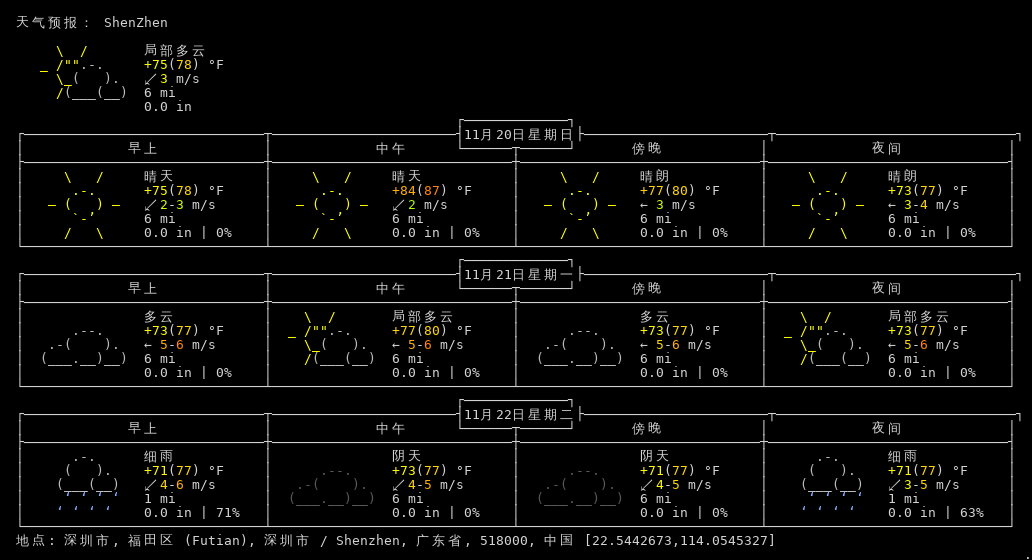 天气预报： ShenZhen
局部多云
+75(78) °F
↙3 m/s
6 mi
0.0 in
11月20日星期日
早上 中午 傍晚 夜间
晴天 晴天 晴朗 晴朗
+75(78) °F +84(87) °F +77(80) °F +73(77) °F
↙2-3 m/s ↙2 m/s ← 3 m/s ← 3-4 m/s
6 mi 6 mi 6 mi 6 mi
0.0 in | 0% 0.0 in | 0% 0.0 in | 0% 0.0 in | 0%
11月21日星期一
早上 中午 傍晚 夜间
多云 局部多云 多云 局部多云
+73(77) °F +77(80) °F +73(77) °F +73(77) °F
← 5-6 m/s ← 5-6 m/s ← 5-6 m/s ← 5-6 m/s
6 mi 6 mi 6 mi 6 mi
0.0 in | 0% 0.0 in | 0% 0.0 in | 0% 0.0 in | 0%
11月22日星期二
早上 中午 傍晚 夜间
细雨 阴天 阴天 细雨
+71(77) °F +73(77) °F +71(77) °F +71(77) °F
↙4-6 m/s ↙4-5 m/s ↙4-5 m/s ↙3-5 m/s
1 mi 6 mi 6 mi 1 mi
0.0 in | 71% 0.0 in | 0% 0.0 in | 0% 0.0 in | 63%
地点: 深圳市, 福田区 (Futian), 深圳市 / Shenzhen, 广东省, 518000, 中国 [22.5442673,114.0545327]